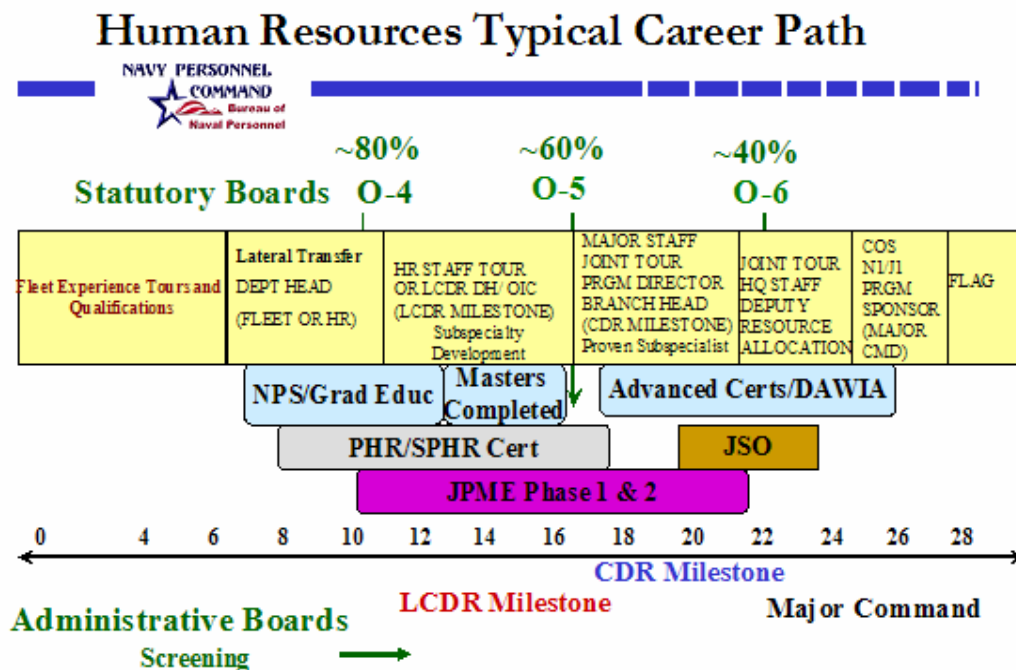 Human Resources Typical Career Path
NAVY PERSONNEL
COMMAND
Bureau of
Naval Personnel
~80%
~60%
~40%
Statutory Boards
O-4
O-5
O-6
Fleet Experience Tours and
Qualifications
Lateral Transfer
DEPT HEAD
(FLEET OR HR)
HR STAFF TOUR
OR LCDR DH/ OIC
(LCDR MILESTONE)
Subspecialty
Development
MAJOR STAFF
JOINT TOUR
PRGM DIRECTOR
BRANCH HEAD
(CDR MILESTONE)
Proven Subspecialist
JOINT TOUR
HQ STAFF
DEPUTY
RESOURCE
ALLOCATION
COS
N1/J1
PRGM
SPONSOR
(MAJOR
CMD)
FLAG
NPS/Grad Educ
Masters
Completed
Advanced Certs/DAWIA
PHR/SPHR Cert
JSO
JPME Phase 1 & 2
0 4 6 8 10 12 14 16 18 20 22 24 26 28
CDR Milestone
LCDR Milestone
Major Command
Administrative Boards
Screening